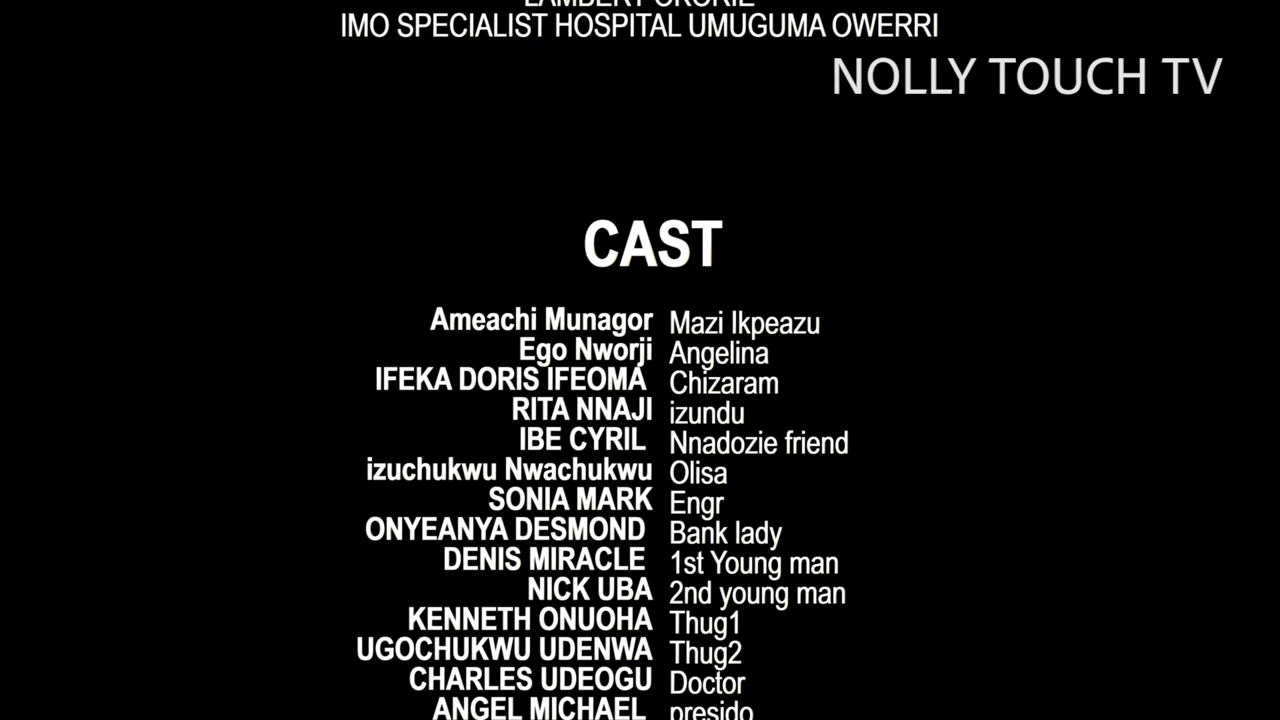 LAMBERT OKORIE
IMO SPECIALIST HOSPITAL UMUGUMA OWERRI
NOLLY TOUCH TV
CAST
Ameachi Munagor Mazi Ikpeazu
Ego Nworji Angelina
IFEKA DORIS IFEOMA Chizaram
RITA NNAJI izundu
IBE CYRIL Nnadozie friend
izuchukwu Nwachukwu Olisa
SONIA MARK Engr
ONYEANYA DESMOND Bank lady
DENIS MIRACLE 1st Young man
NICK UBA 2nd young man
KENNETH ONUOHA Thug1
UGOCHUKWU UDENWA Thug2
CHARLES UDEOGU Doctor
ANGEL MICHAEL presido